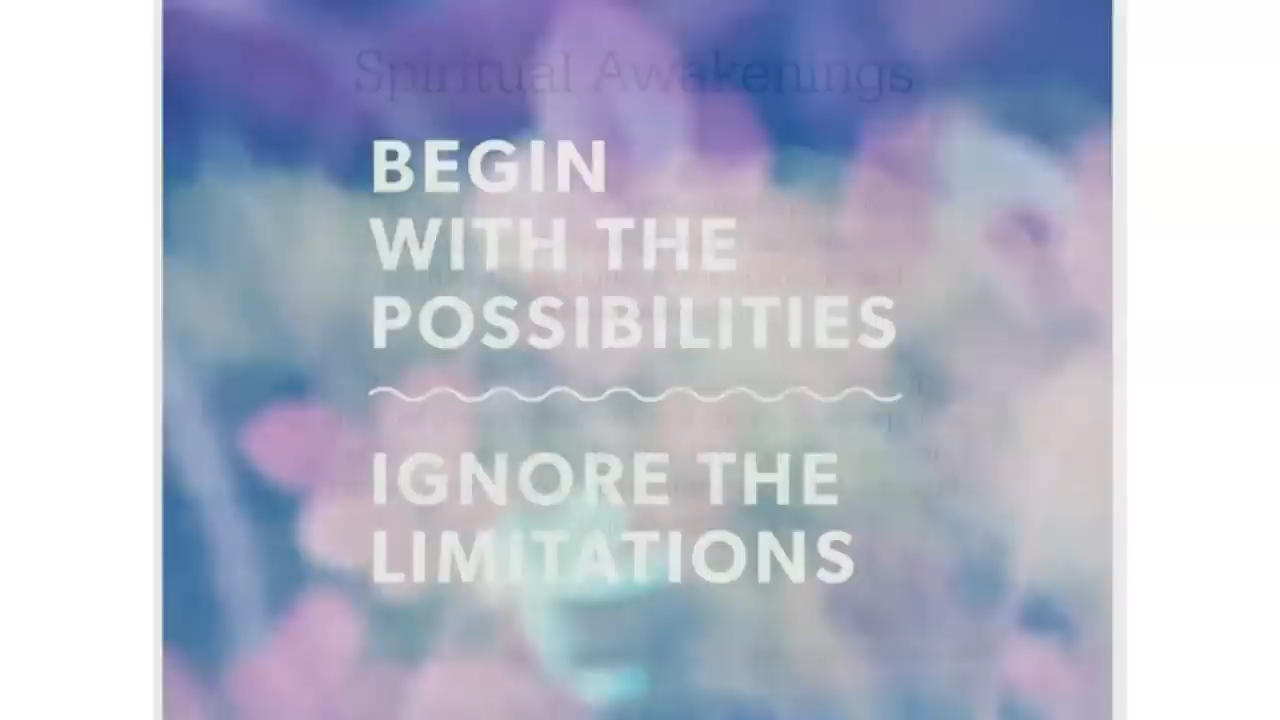 Spiritual Awakenings
BEGIN
WITH THE
POSSIBILITIES
IGNORE THE
LIMITATIONS